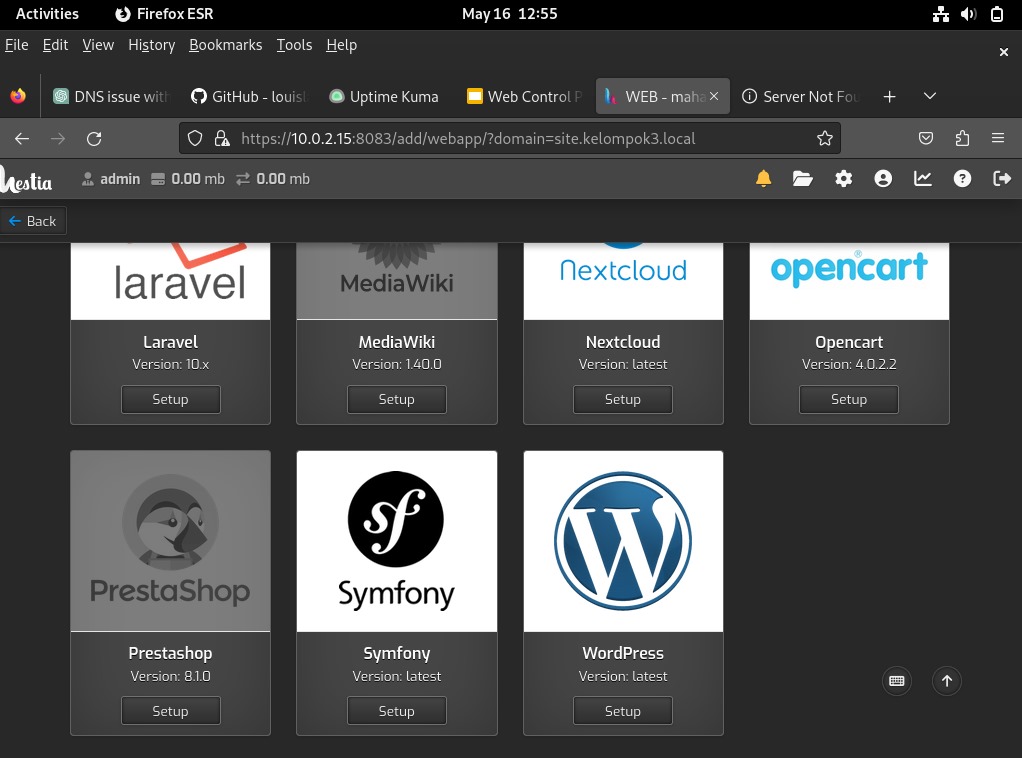 Activities Firefox ESR May 16 12:55
File Edit View History Bookmarks Tools Help
DNS issue with GitHub - louisl Uptime Kuma Web Control P WEB - maha Server Not Fou
https://10.0.2.15:8083/add/webapp/?domain=site.kelompok3.local
Hestia admin 0.00 mb 0.00 mb
Back
laravel MediaWiki Nextcloud opencart
Laravel MediaWiki Nextcloud Opencart
Version: 10.x Version: 1.40.0 Version: latest Version: 4.0.2.2
Setup Setup Setup Setup
PrestaShop Symfony
Prestashop Symfony WordPress
Version: 8.1.0 Version: latest Version: latest
Setup Setup Setup